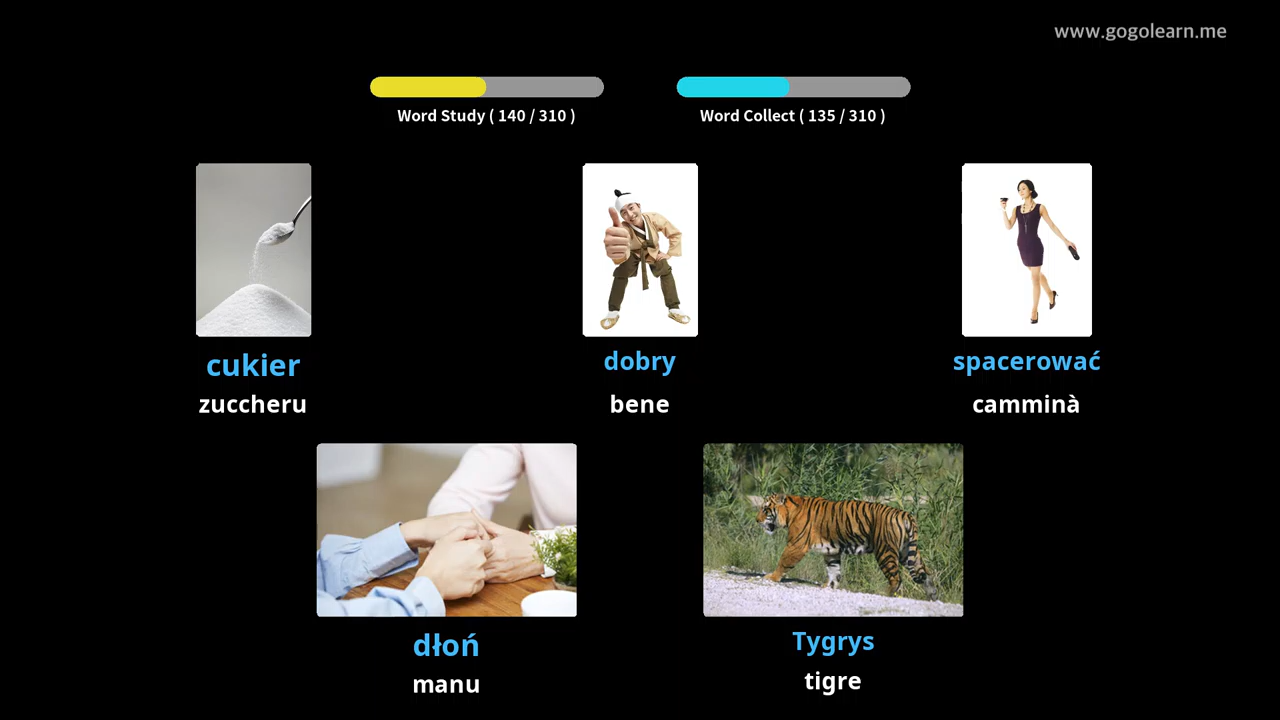 www.gogolearn.me
Word Study ( 140 / 310 )
Word Collect ( 135 / 310 )
cukier
zuccheru
dobry
bene
spacerować
camminà
dłoń
manu
Tygrys
tigre